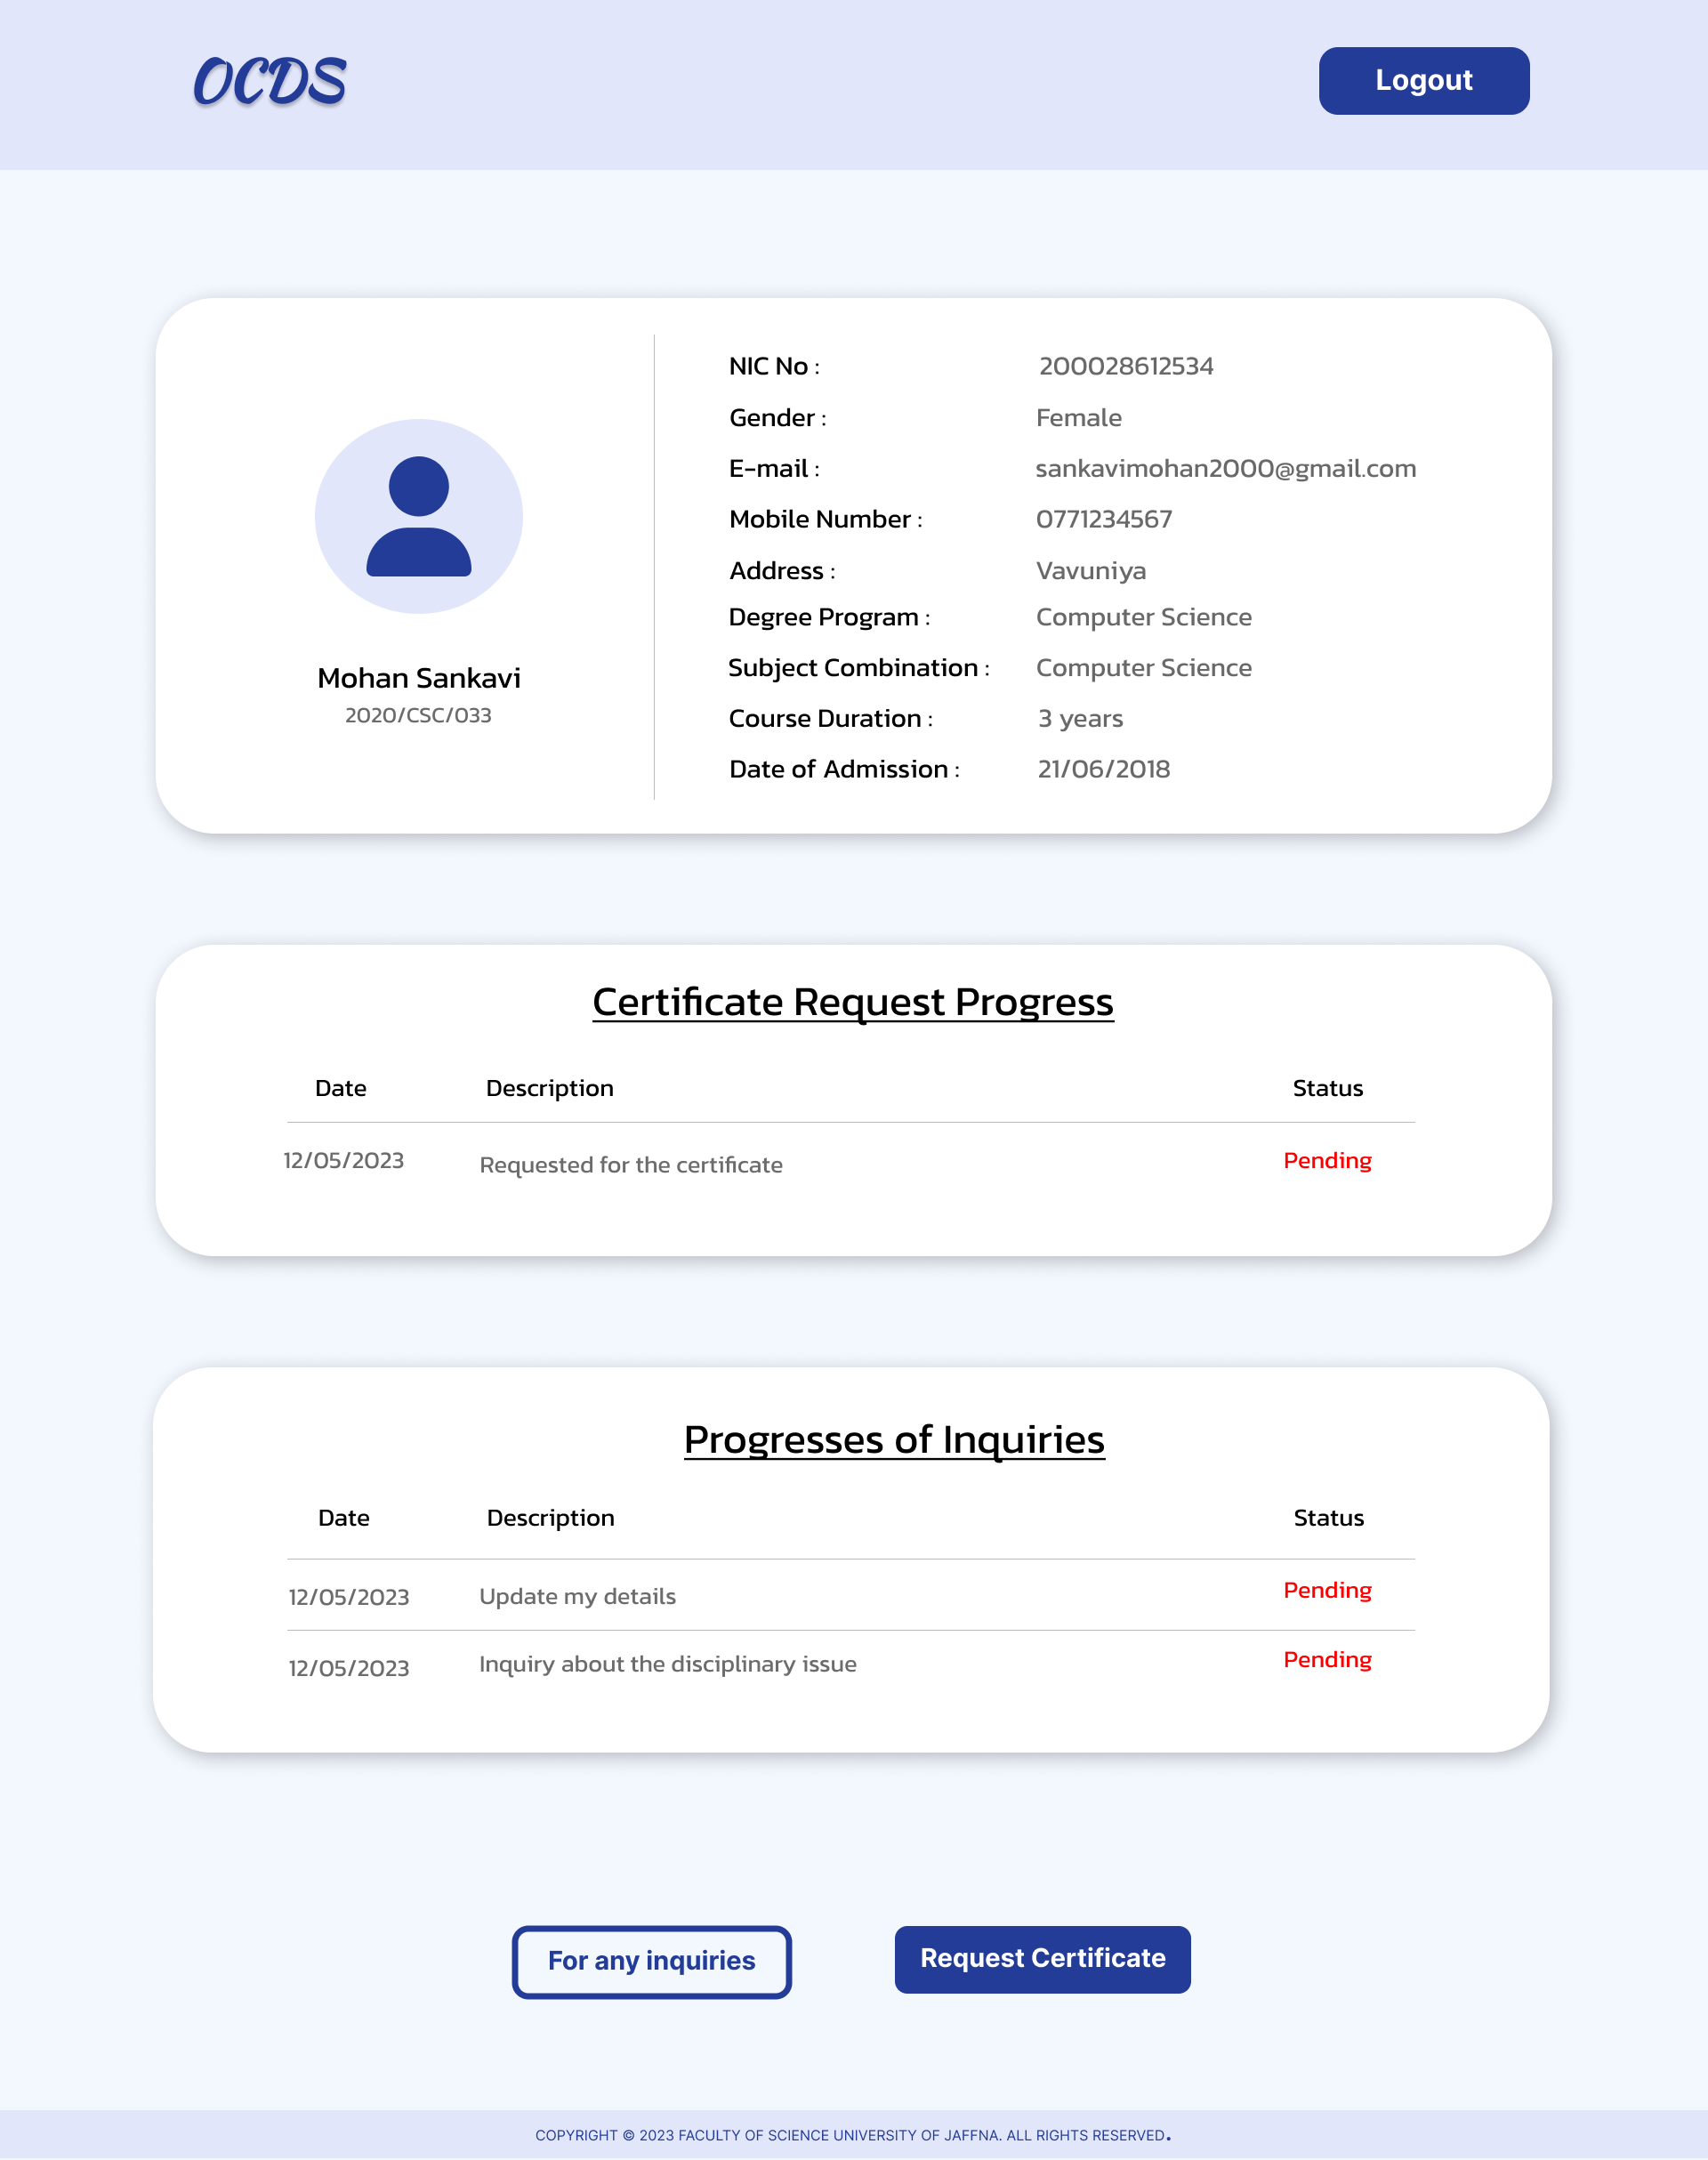 OCDS
Logout
NIC No : 200028612534
Gender : Female
E-mail : sankavimohan2000@gmail.com
Mobile Number : 0771234567
Address : Vavuniya
Degree Program : Computer Science
Subject Combination : Computer Science
Course Duration : 3 years
Date of Admission : 21/06/2018
Mohan Sankavi
2020/CSC/033
Certificate Request Progress
Date Description Status
12/05/2023 Requested for the certificate Pending
Progresses of Inquiries
Date Description Status
12/05/2023 Update my details Pending
12/05/2023 Inquiry about the disciplinary issue Pending
For any inquiries
Request Certificate
COPYRIGHT © 2023 FACULTY OF SCIENCE UNIVERSITY OF JAFFNA. ALL RIGHTS RESERVED.